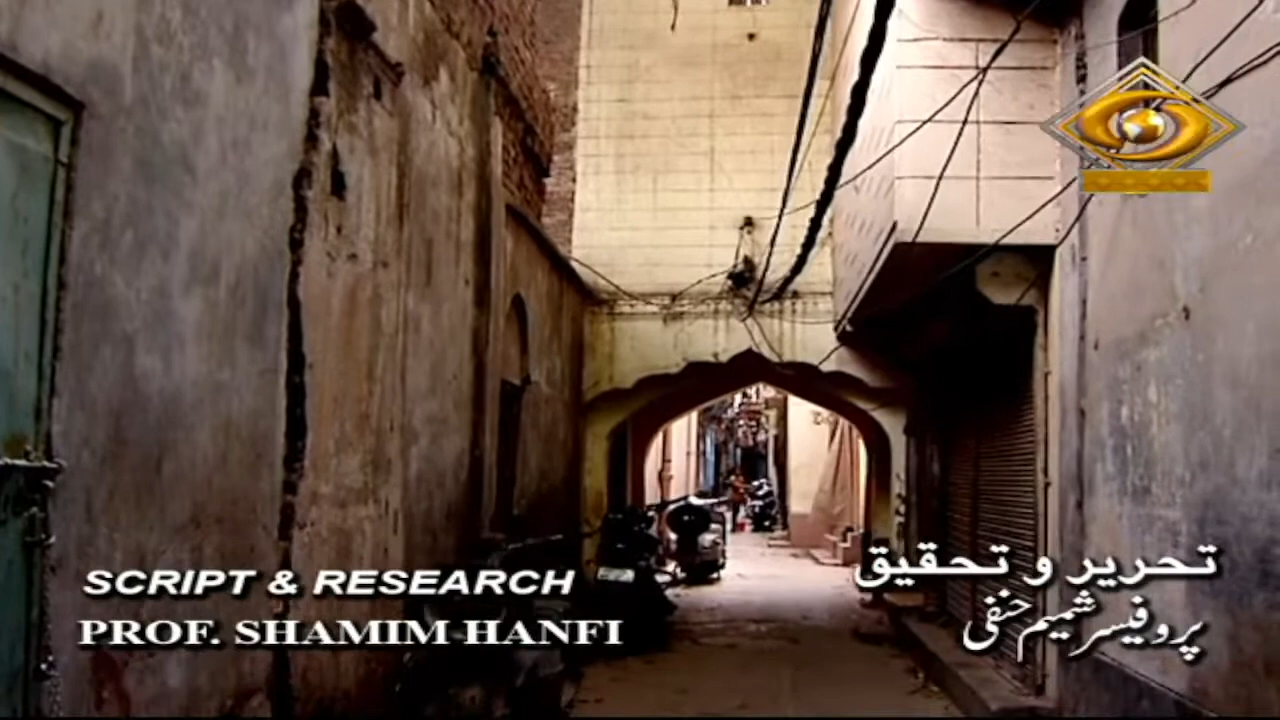 SCRIPT & RESEARCH
PROF. SHAMIM HANFI
تحریر و تحقیق
پروفیسر شمیم حنفی